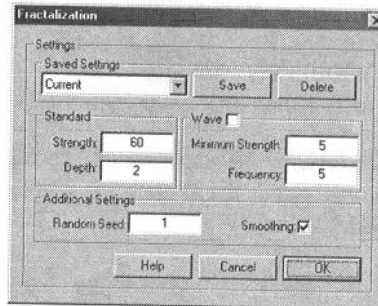 Fractalization
Settings
Saved Settings
Current Save Delete
Standard
Strength: 60
Depth: 2
Wave
Minimum Strength: 5
Frequency: 5
Additional Settings
Random Seed: 1 Smoothing:
Help Cancel OK